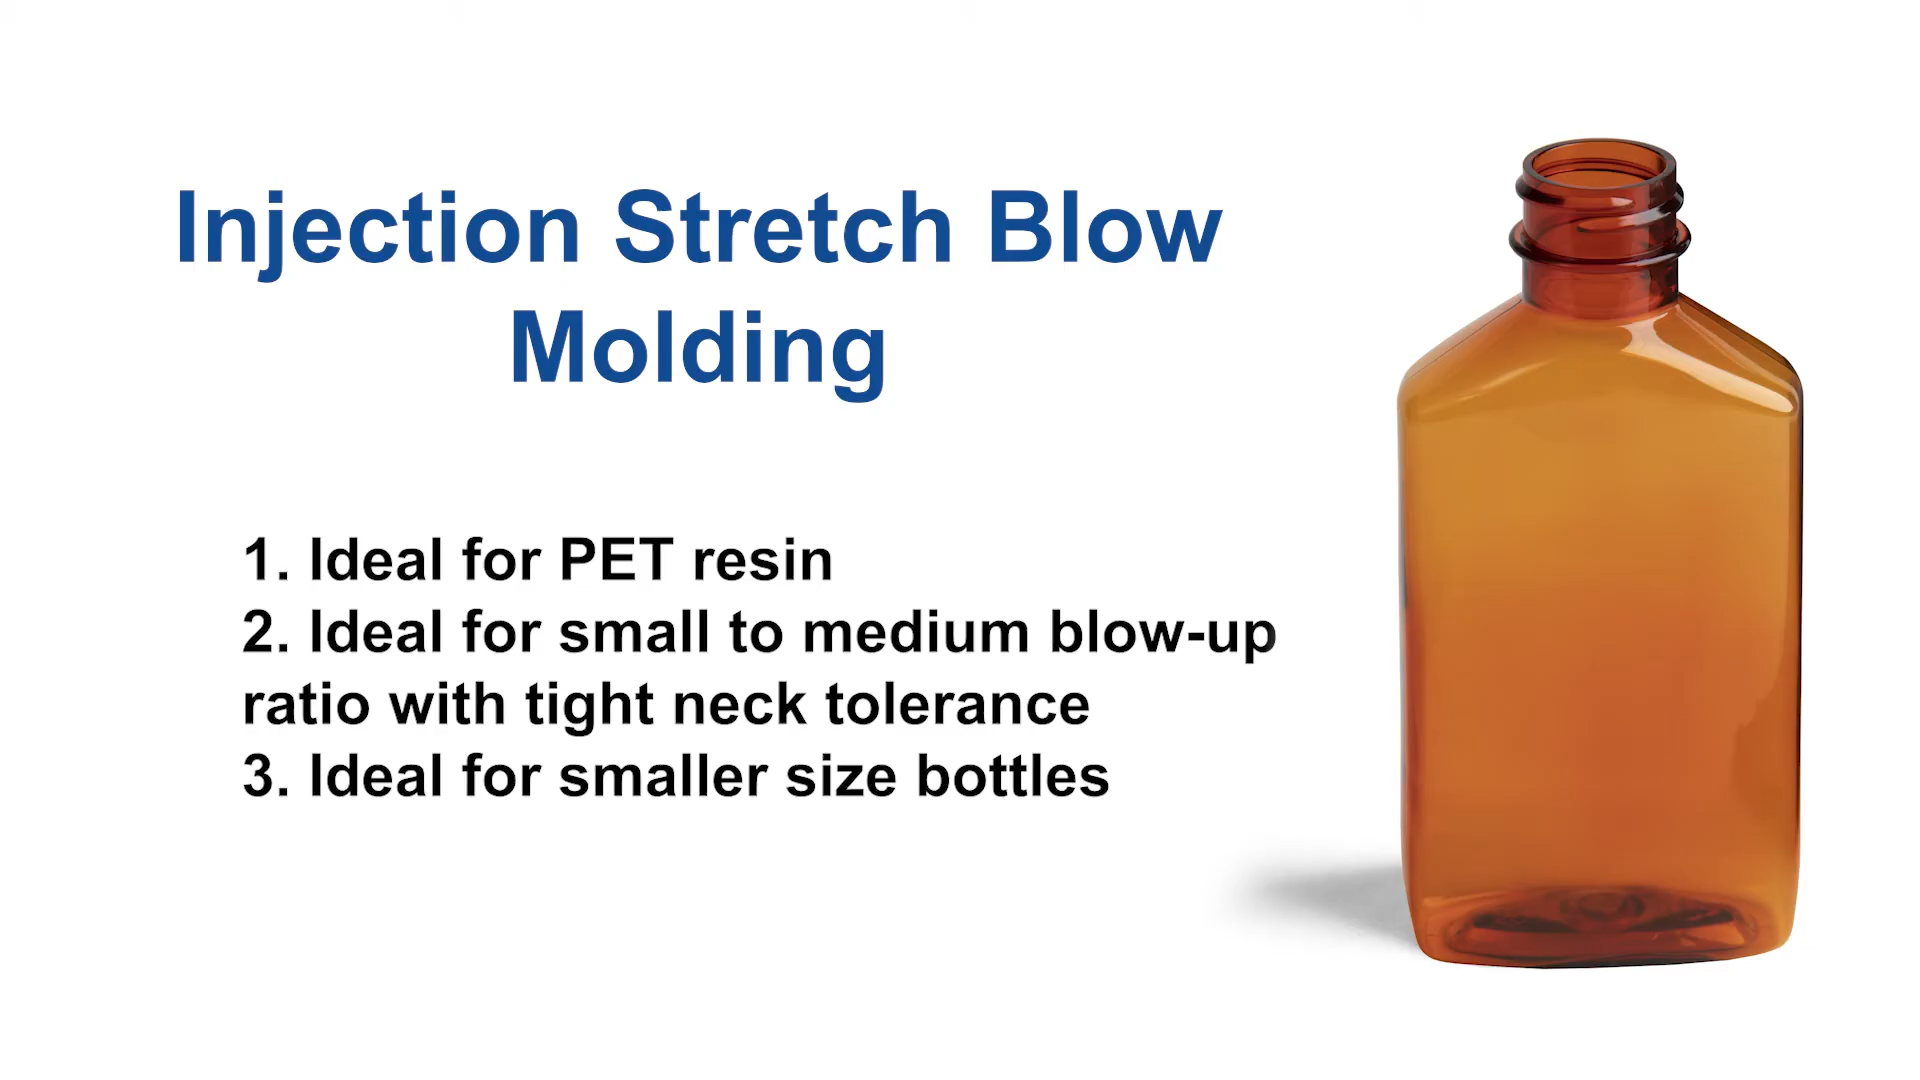 Injection Stretch Blow
Molding
1. Ideal for PET resin
2. Ideal for small to medium blow-up
ratio with tight neck tolerance
3. Ideal for smaller size bottles